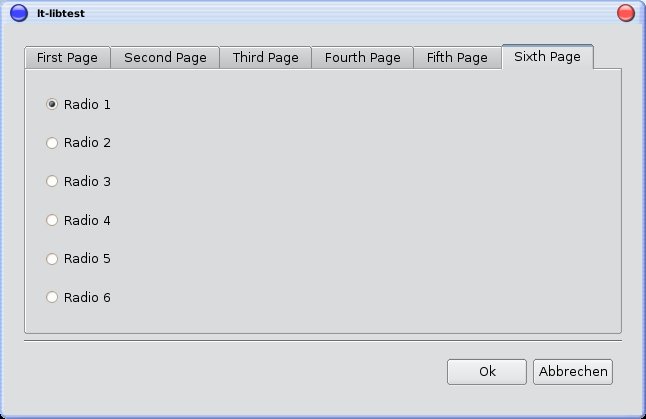 lt-libtest
First Page Second Page Third Page Fourth Page Fifth Page Sixth Page
Radio 1
Radio 2
Radio 3
Radio 4
Radio 5
Radio 6
Ok Abbrechen